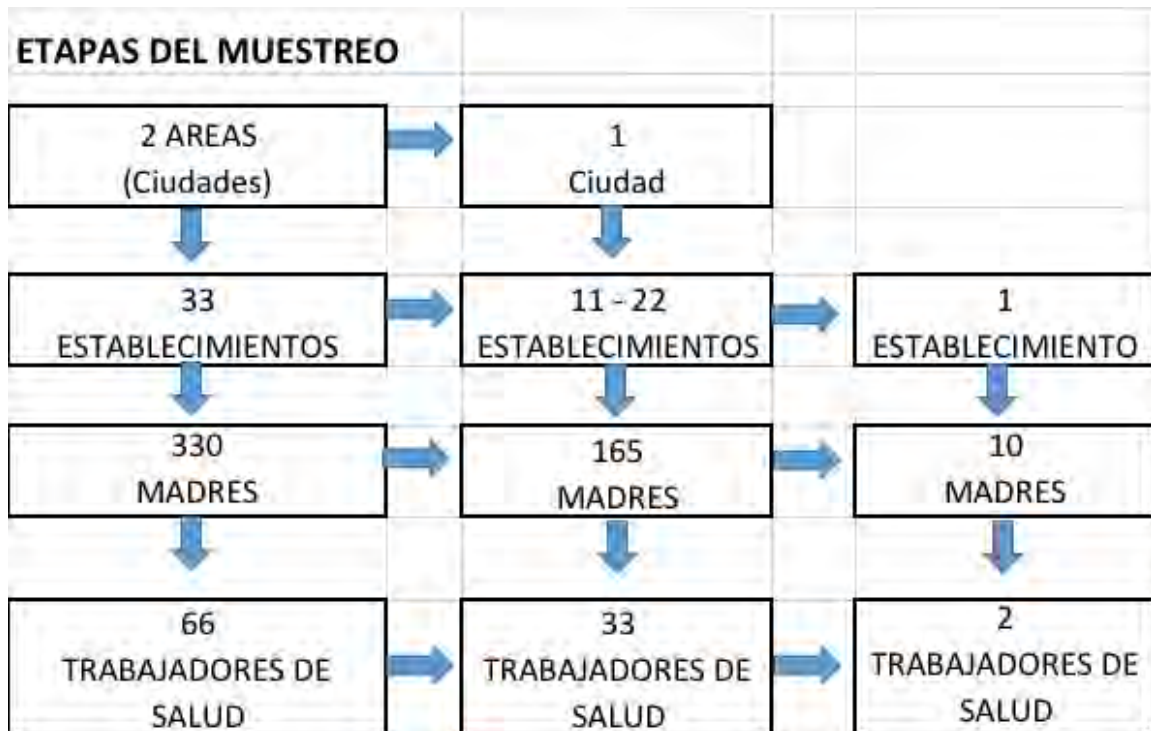 ETAPAS DEL MUESTREO
2 AREAS
(Ciudades)
1
Ciudad
33
ESTABLECIMIENTOS
11 - 22
ESTABLECIMIENTOS
1
ESTABLECIMIENTO
330
MADRES
165
MADRES
10
MADRES
66
TRABAJADORES DE
SALUD
33
TRABAJADORES DE
SALUD
2
TRABAJADORES DE
SALUD